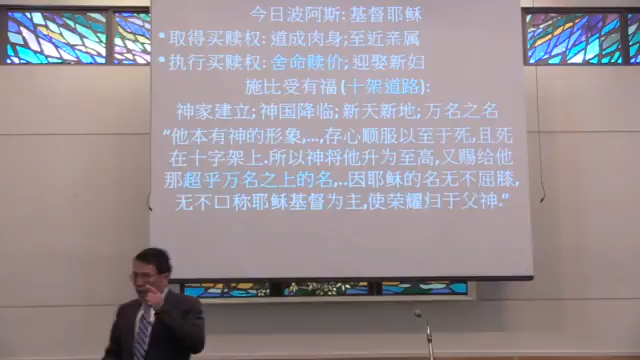 今日波阿斯: 基督耶稣
• 取得买赎权: 道成肉身;至近亲属
• 执行买赎权: 舍命赎价; 迎娶新妇
施比受有福 (十架道路):
神家建立; 神国降临; 新天新地; 万名之名
“他本有神的形象,...,存心顺服以至于死,且死
在十字架上.所以神将他升为至高,又赐给他
那超乎万名之上的名,..因耶稣的名无不屈膝,
无不口称耶稣基督为主,使荣耀归于父神.”